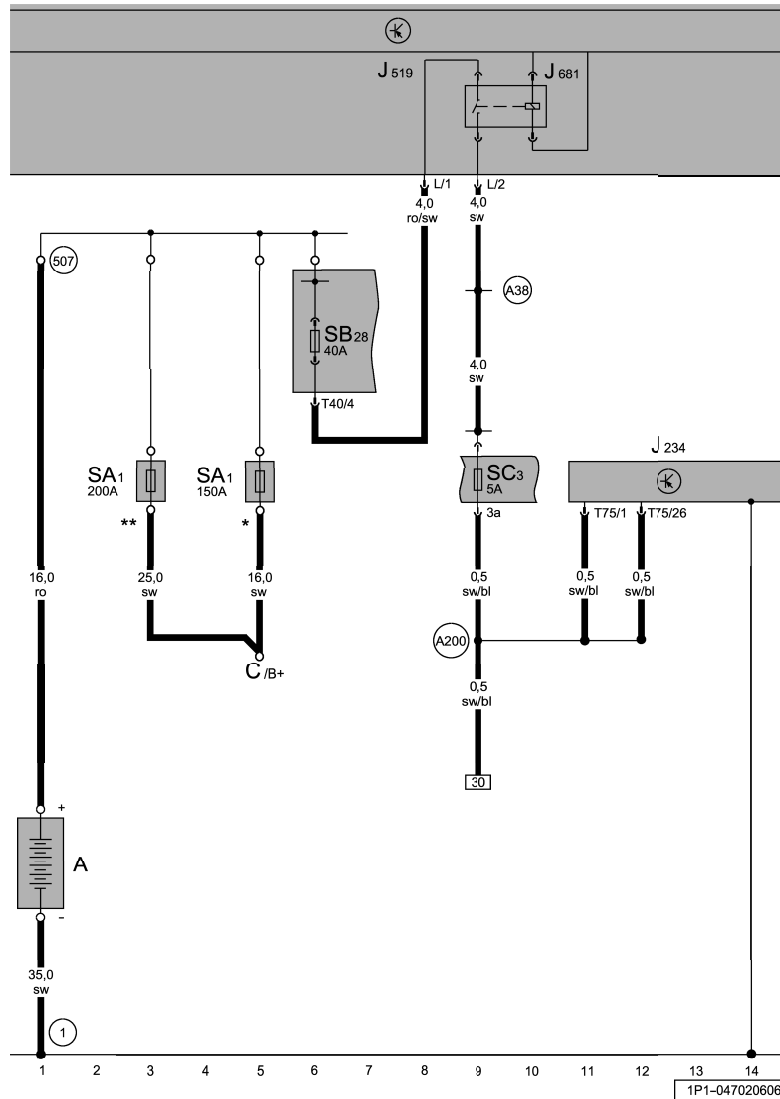 J 519
J 681
L/1
L/2
4,0
ro/sw
4,0
sw
507
A38
SB28
40A
4.0
sw
T40/4
J 234
SA1
200A
SA1
150A
SC3
5A
**
*
3a
T75/1
T75/26
16,0
ro
25,0
sw
16,0
sw
0,5
sw/bl
0,5
sw/bl
0,5
sw/bl
A200
C /B+
0,5
sw/bl
30
+
A
-
35,0
sw
1
1 2 3 4 5 6 7 8 9 10 11 12 13 14
1P1-047020606